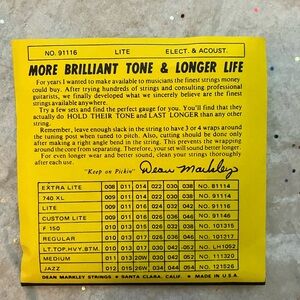 NO. 91116 LITE ELECT. & ACOUST.
MORE BRILLIANT TONE & LONGER LIFE
For years I wanted to make available to musicians the finest strings money
could buy. After trying hundreds of strings and consulting professional
guitarists, we finally developed what we sincerely believe are the finest
strings available anywhere.
Try a few sets and find the perfect gauge for you. You'll find that they
actually do HOLD THEIR TONE and LAST LONGER than any other
strings.
Remember, leave enough slack in the string to have 3 or 4 wraps around
the tuning post when tuned to pitch. Also, cutting should be done only
after making a right angle bend in the string. This prevents the wrapping
around the core from separating. Your set will sound better longer.
For even longer wear and better sound, clean your strings thoroughly
after each use.
"Keep on Pickin" Dean Markley
EXTRA LITE 008 011 014 022 030 038 NO. 81114
740 XL 009 011 016 024 032 042
LITE 009 011 016 024 032 042 NO. 91116
CUSTOM LITE 009 011 016 026 036 046 NO. 91146
F 150 010 013 015 026 032 038 NO. 101315
REGULAR 010 013 017 026 036 046 NO. 101317
LT.TOP.HVY.BTM. 010 013 017 030 042 052 NO. LH1052
MEDIUM 011 013 20W 030 042 052 NO. 111320
JAZZ 012 015 26W 034 044 054 NO. 121526
DEAN MARKLEY STRINGS • SANTA CLARA, CALIF. • MADE IN U.S.A.